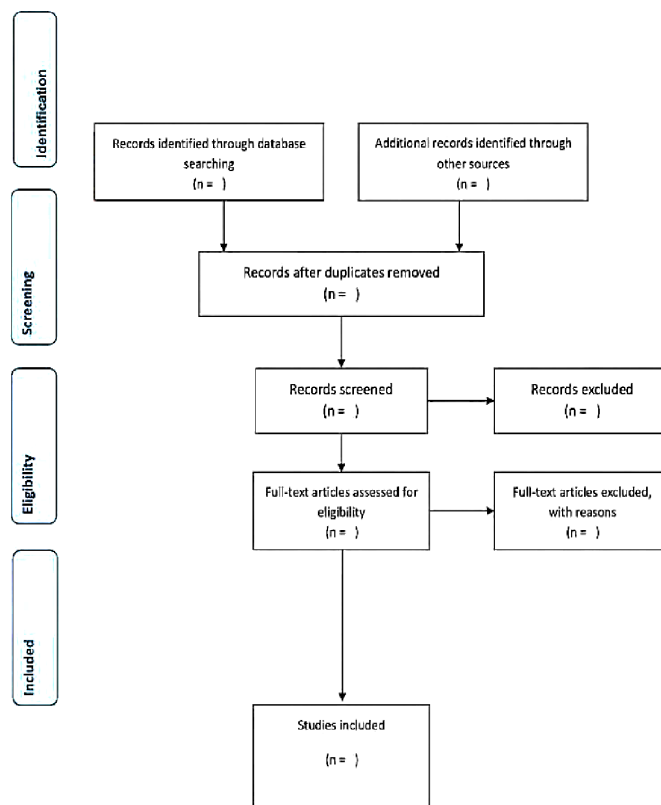 Identification
Records identified through database
searching
(n =   )
Additional records identified through
other sources
(n =   )
Screening
Records after duplicates removed
(n =   )
Records screened
(n =   )
Records excluded
(n =   )
Eligibility
Full-text articles assessed for
eligibility
(n =   )
Full-text articles excluded,
with reasons
(n =   )
Included
Studies included
(n =   )